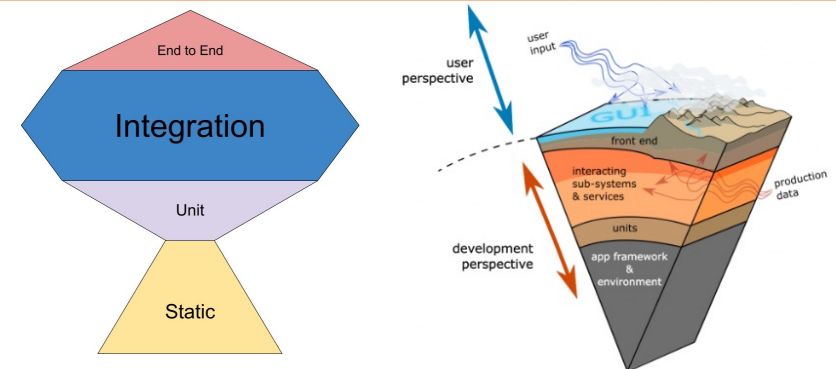 End to End
Integration
Unit
Static
user
perspective
user
input
GUI
front end
interacting
sub-systems
& services
production
data
units
development
perspective
app framework
&
environment